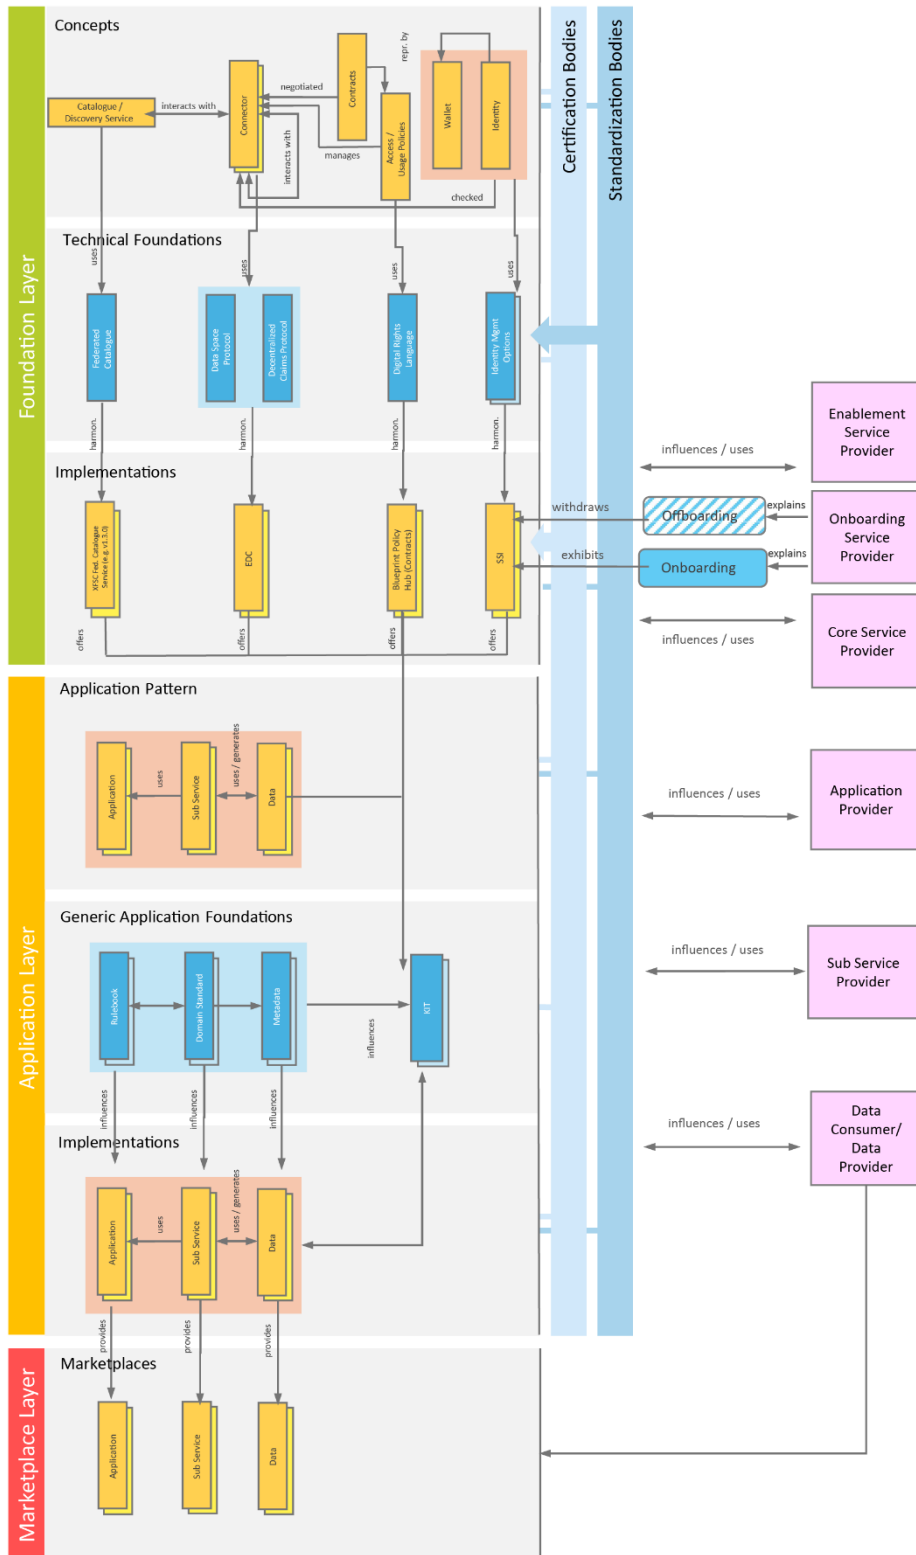 Foundation Layer
Concepts
Catalogue /
Discovery Service
interacts with
Connector
negotiated
Contracts
manages
Access /
Usage Policies
interacts with
repr. by
Wallet
Identity
checked
Technical Foundations
uses
uses
uses
uses
Federated
Catalogue
Data Space
Protocol
Decentralized
Claims Protocol
Digital Rights
Language
Identity Mgmt
Options
harmon.
harmon.
harmon.
harmon.
Implementations
XFSC Fed. Catalogue
Service (e.g. v1.3.0)
EDC
Blueprint Policy
Hub (Contracts)
SSI
offers
offers
offers
offers
Application Layer
Application Pattern
Application
uses
Sub Service
uses/ generates
Data
Generic Application Foundations
Rulebook
Domain Standard
Metadata
influences
KIT
influences
influences
influences
Implementations
Application
uses
Sub Service
uses / generates
Data
provides
provides
provides
Marketplace Layer
Marketplaces
Application
Sub Service
Data
Certification Bodies
Standardization Bodies
influences / uses
Enablement
Service
Provider
withdraws
Offboarding
explains
exhibits
Onboarding
explains
Onboarding
Service
Provider
influences / uses
Core Service
Provider
influences / uses
Application
Provider
influences / uses
Sub Service
Provider
influences / uses
Data
Consumer/
Data
Provider